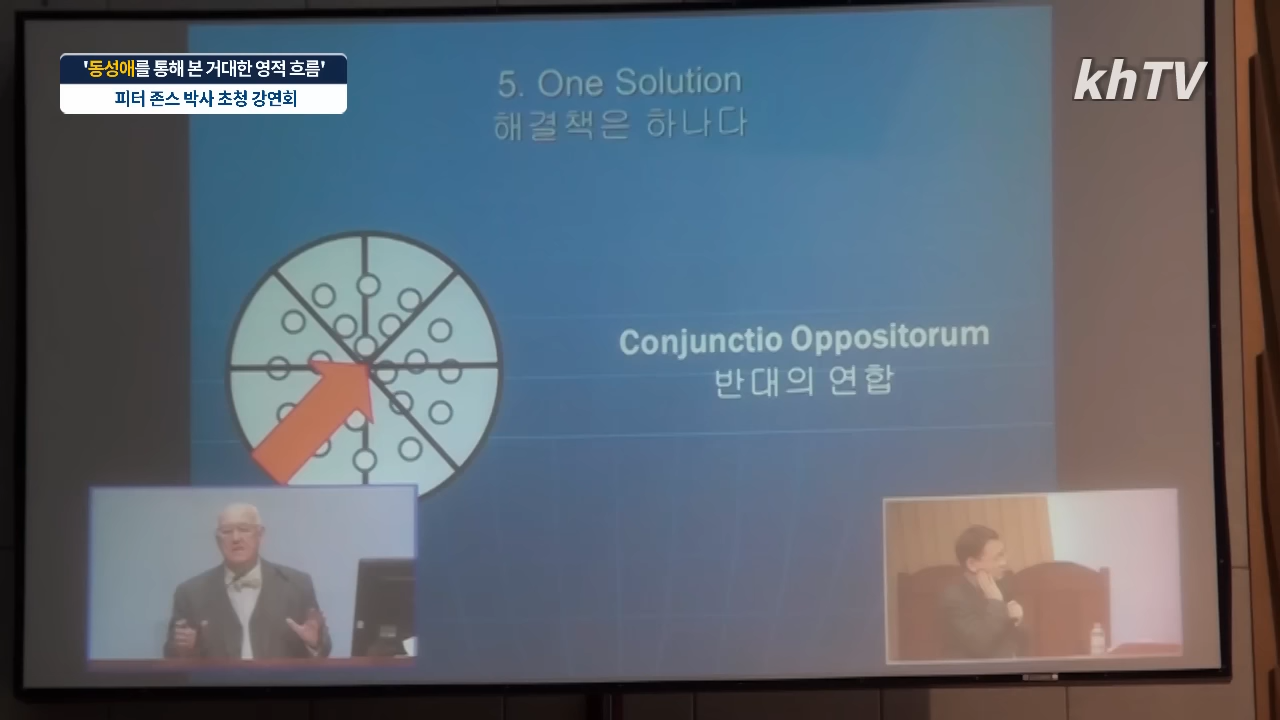 '동성애를 통해 본 거대한 영적 흐름'
피터 존스 박사 초청 강연회
khTV
5. One Solution
해결책은 하나다
Conjunctio Oppositorum
반대의 연합